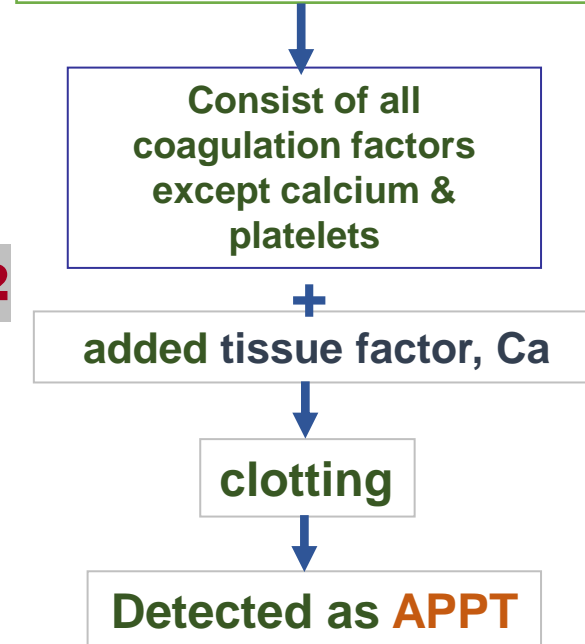 Consist of all
coagulation factors
except calcium &
platelets
+
added tissue factor, Ca
clotting
Detected as APPT